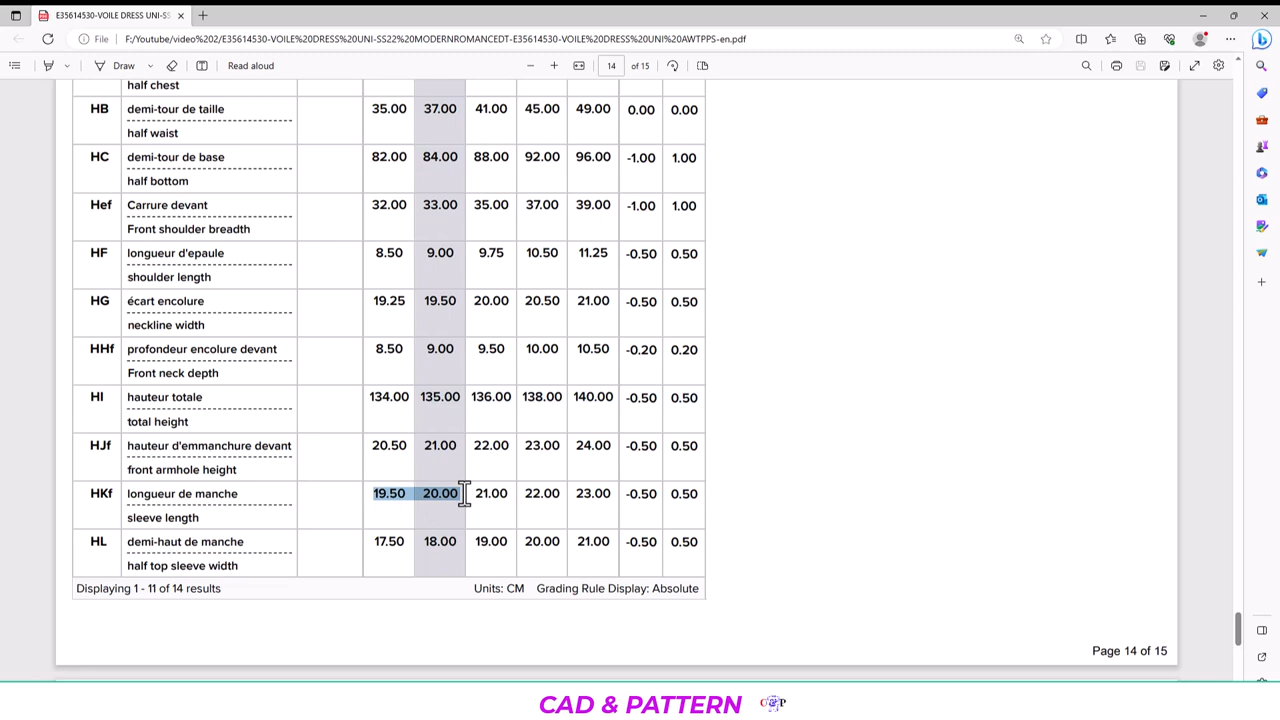 E35614530-VOILE DRESS UNI-SS
File F:/Youtube/video%202/E35614530-VOILE%20DRESS%20UNI-SS22%20MODERNROMANCEDT-E35614530-VOILE%20DRESS%20UNI%20AWTPPS-en.pdf
Draw Read aloud 14 of 15
half chest
HB demi-tour de taille 35.00 37.00 41.00 45.00 49.00 0.00 0.00
half waist
HC demi-tour de base 82.00 84.00 88.00 92.00 96.00 -1.00 1.00
half bottom
Hef Carrure devant 32.00 33.00 35.00 37.00 39.00 -1.00 1.00
Front shoulder breadth
HF longueur d'epaule 8.50 9.00 9.75 10.50 11.25 -0.50 0.50
shoulder length
HG écart encolure 19.25 19.50 20.00 20.50 21.00 -0.50 0.50
neckline width
HHf profondeur encolure devant 8.50 9.00 9.50 10.00 10.50 -0.20 0.20
Front neck depth
HI hauteur totale 134.00 135.00 136.00 138.00 140.00 -0.50 0.50
total height
HJf hauteur d'emmanchure devant 20.50 21.00 22.00 23.00 24.00 -0.50 0.50
front armhole height
HKf longueur de manche 19.50 20.00 21.00 22.00 23.00 -0.50 0.50
sleeve length
HL demi-haut de manche 17.50 18.00 19.00 20.00 21.00 -0.50 0.50
half top sleeve width
Displaying 1 - 11 of 14 results Units: CM Grading Rule Display: Absolute
Page 14 of 15
CAD & PATTERN C&P